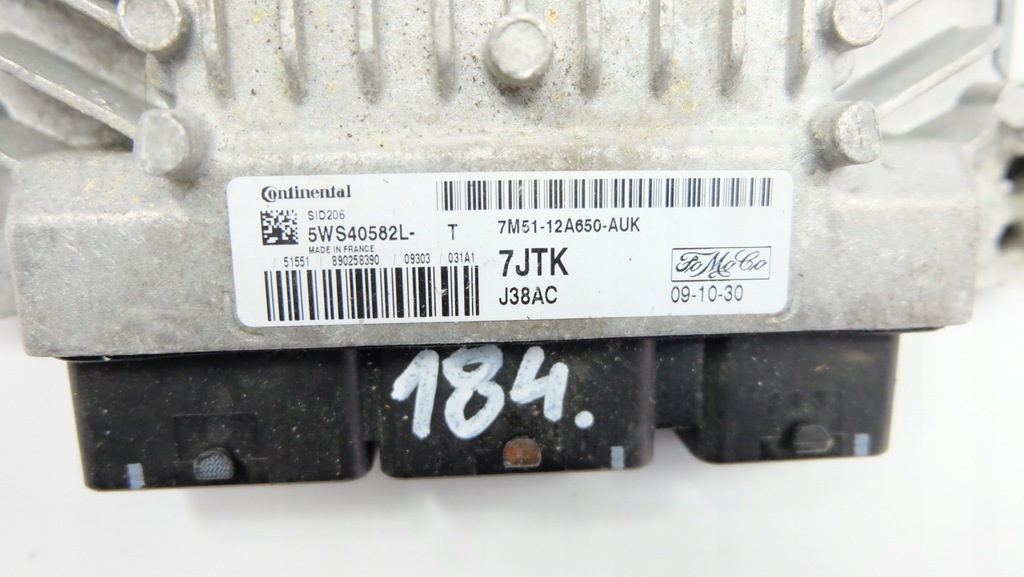 Continental
SID206
5WS40582L- T
MADE IN FRANCE
/ 51551 / 890258390 / 09303 / 031A1
7M51-12A650-AUK
7JTK
J38AC
FoMoCo
09-10-30
184.